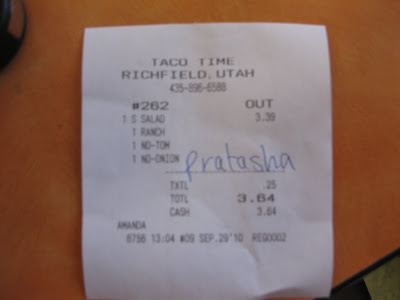 TACO TIME
RICHFIELD, UTAH
435-896-6588
#262 OUT
1 S SALAD 3.39
1 RANCH
1 NO-TOM
1 NO-ONION pratasha
TXTL .25
TOTL 3.64
CASH 3.64
AMANDA
6786 13:04 #09 SEP.29'10 REG0002